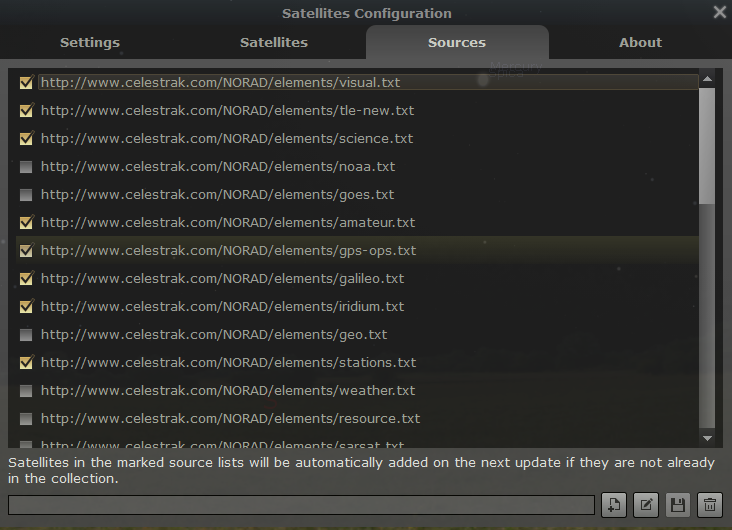 Satellites Configuration
Settings
Satellites
Sources
About
Mercury
Spica
http://www.celestrak.com/NORAD/elements/visual.txt
http://www.celestrak.com/NORAD/elements/tle-new.txt
http://www.celestrak.com/NORAD/elements/science.txt
http://www.celestrak.com/NORAD/elements/noaa.txt
http://www.celestrak.com/NORAD/elements/goes.txt
http://www.celestrak.com/NORAD/elements/amateur.txt
http://www.celestrak.com/NORAD/elements/gps-ops.txt
http://www.celestrak.com/NORAD/elements/galileo.txt
http://www.celestrak.com/NORAD/elements/iridium.txt
http://www.celestrak.com/NORAD/elements/geo.txt
http://www.celestrak.com/NORAD/elements/stations.txt
http://www.celestrak.com/NORAD/elements/weather.txt
http://www.celestrak.com/NORAD/elements/resource.txt
http://www.celestrak.com/NORAD/elements/sarsat.txt
Satellites in the marked source lists will be automatically added on the next update if they are not already
in the collection.